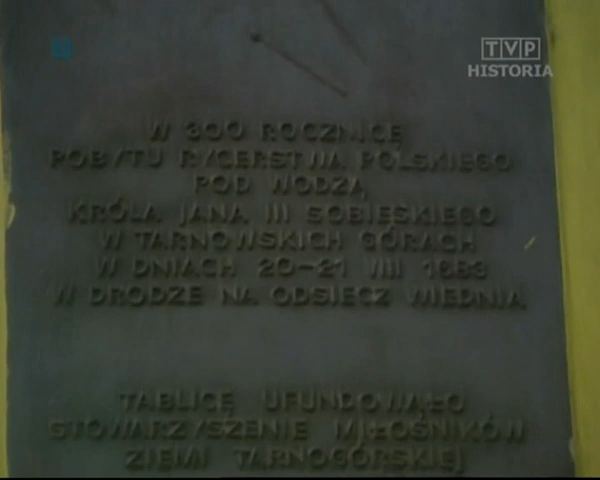 TVP
HISTORIA
W 300 ROCZNICĘ
POBYTU RYCERSTWA POLSKIEGO
POD WODZĄ
KRÓLA JANA III SOBIESKIEGO
W TARNOWSKICH GÓRACH
W DNIACH 20-21 VIII 1683
W DRODZE NA ODSIECZ WIEDNIA
TABLICĘ UFUNDOWAŁO
STOWARZYSZENIE MIŁOŚNIKÓW
ZIEMI TARNOGÓRSKIEJ